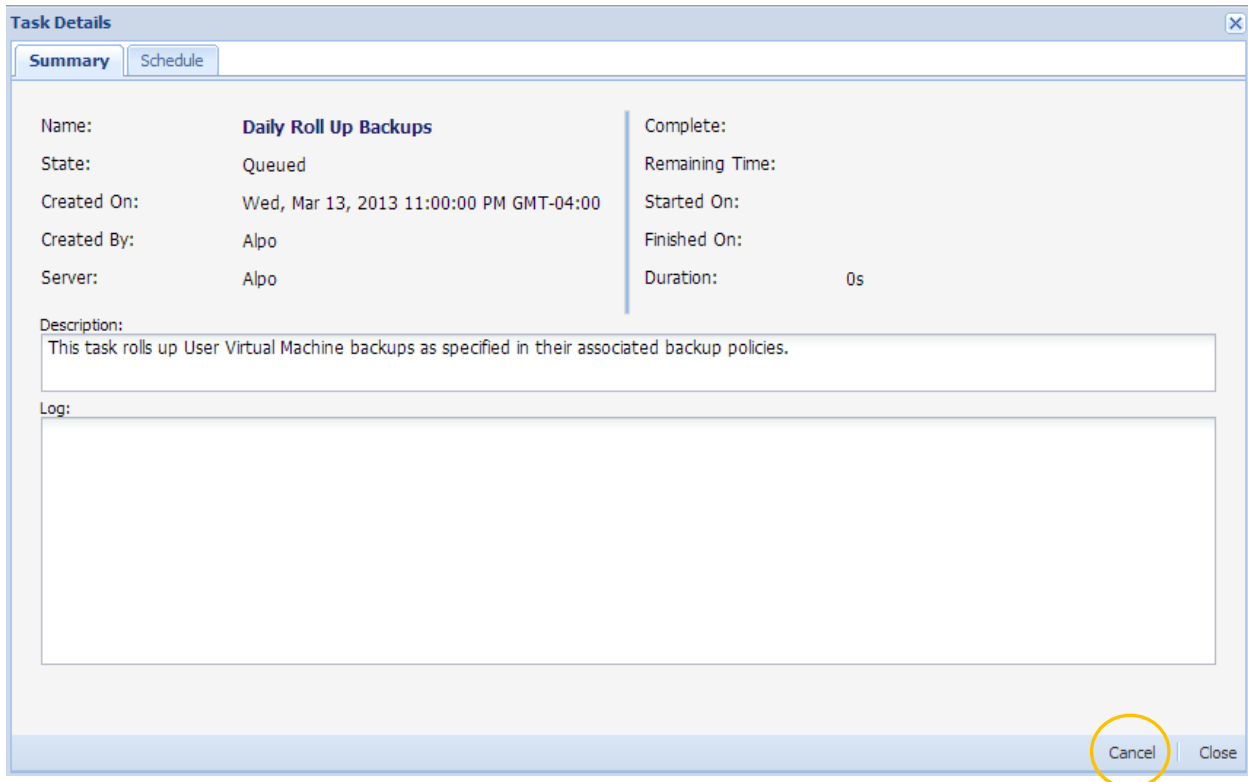 Task Details
Summary Schedule
Name: Daily Roll Up Backups
State: Queued
Created On: Wed, Mar 13, 2013 11:00:00 PM GMT-04:00
Created By: Alpo
Server: Alpo
Complete:
Remaining Time:
Started On:
Finished On:
Duration: 0s
Description:
This task rolls up User Virtual Machine backups as specified in their associated backup policies.
Log:
Cancel Close